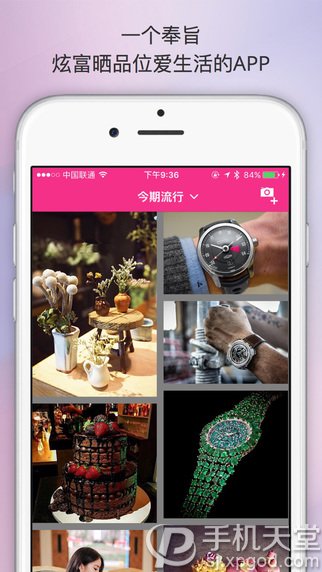 一个奉旨
炫富晒品位爱生活的APP
中国联通
下午9:36
84%
今期流行
手机天堂
skxpgd.com